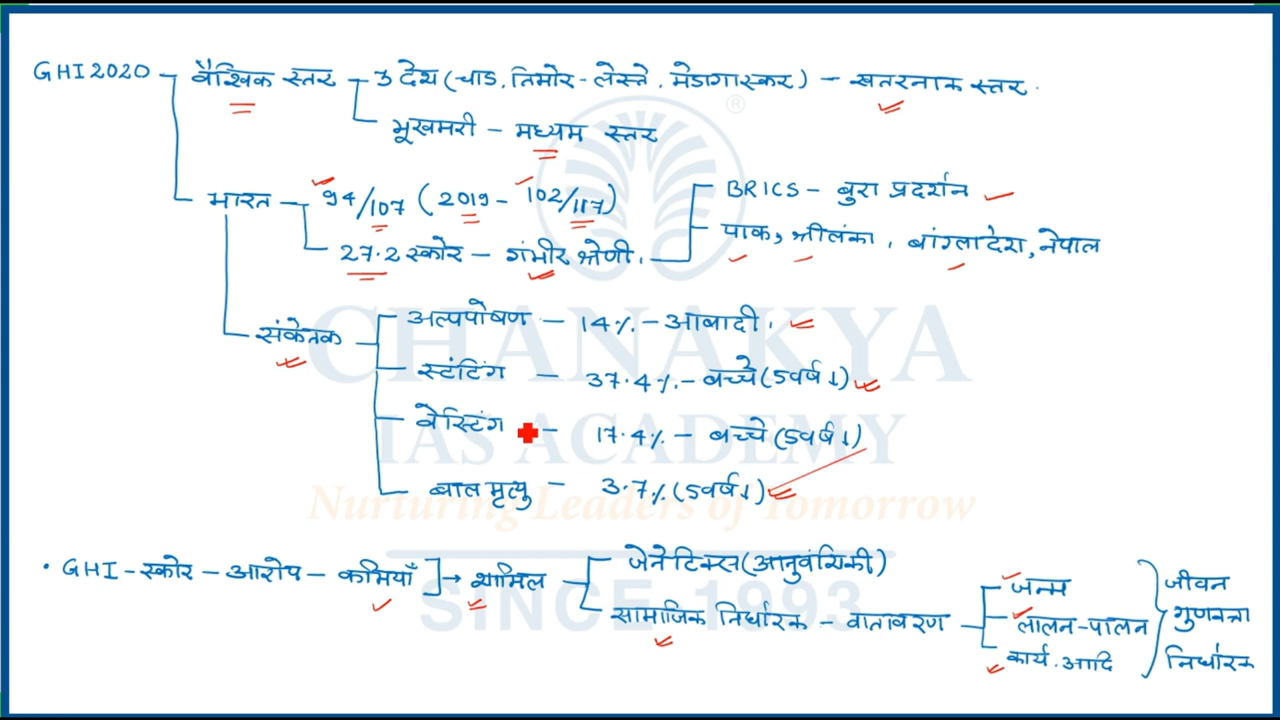 GHI 2020 - वैश्विक स्तर - 3 देश (चाड, तिमोर-लेस्ते, मेडागास्कर) - खतरनाक स्तर.
भूखमरी - मध्यम स्तर
भारत - 94/107 (2019 - 102/117)
BRICS - बुरा प्रदर्शन
27.2 स्कोर - गंभीर श्रेणी.
पाक, श्रीलंका, बांग्लादेश, नेपाल
संकेतक
अल्पपोषण - 14% - आबादी.
स्टंटिंग - 37.4% - बच्चे (5 वर्ष↓)
वेस्टिंग - 17.4% - बच्चे (5 वर्ष↓)
बाल मृत्यु - 3.7% (5 वर्ष↓)
CHANAKYA
IAS ACADEMY
Nurturing Leaders of Tomorrow
SINCE 1993
®
• GHI - स्कोर - आरोप - कमियाँ ] → शामिल
जेनेटिक्स (आनुवंशिकी)
सामाजिक निर्धारक - वातावरण
जन्म
लालन-पालन
कार्य. आदि
जीवन
गुणवत्ता
निर्धारक